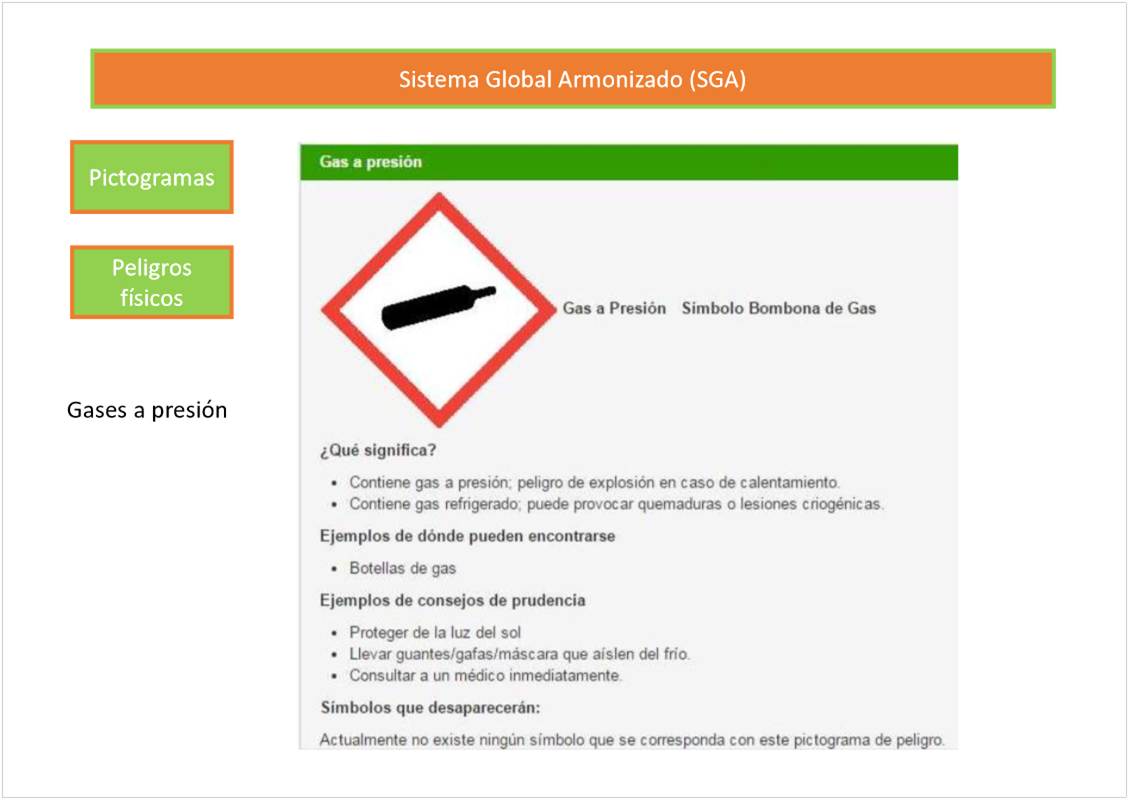 Sistema Global Armonizado (SGA)
Pictogramas
Peligros
físicos
Gases a presión
Gas a presión
Gas a Presión Símbolo Bombona de Gas
¿Qué significa?
• Contiene gas a presión; peligro de explosión en caso de calentamiento.
• Contiene gas refrigerado; puede provocar quemaduras o lesiones criogénicas.
Ejemplos de dónde pueden encontrarse
• Botellas de gas
Ejemplos de consejos de prudencia
• Proteger de la luz del sol
• Llevar guantes/gafas/máscara que aíslen del frío.
• Consultar a un médico inmediatamente.
Símbolos que desaparecerán:
Actualmente no existe ningún símbolo que se corresponda con este pictograma de peligro.